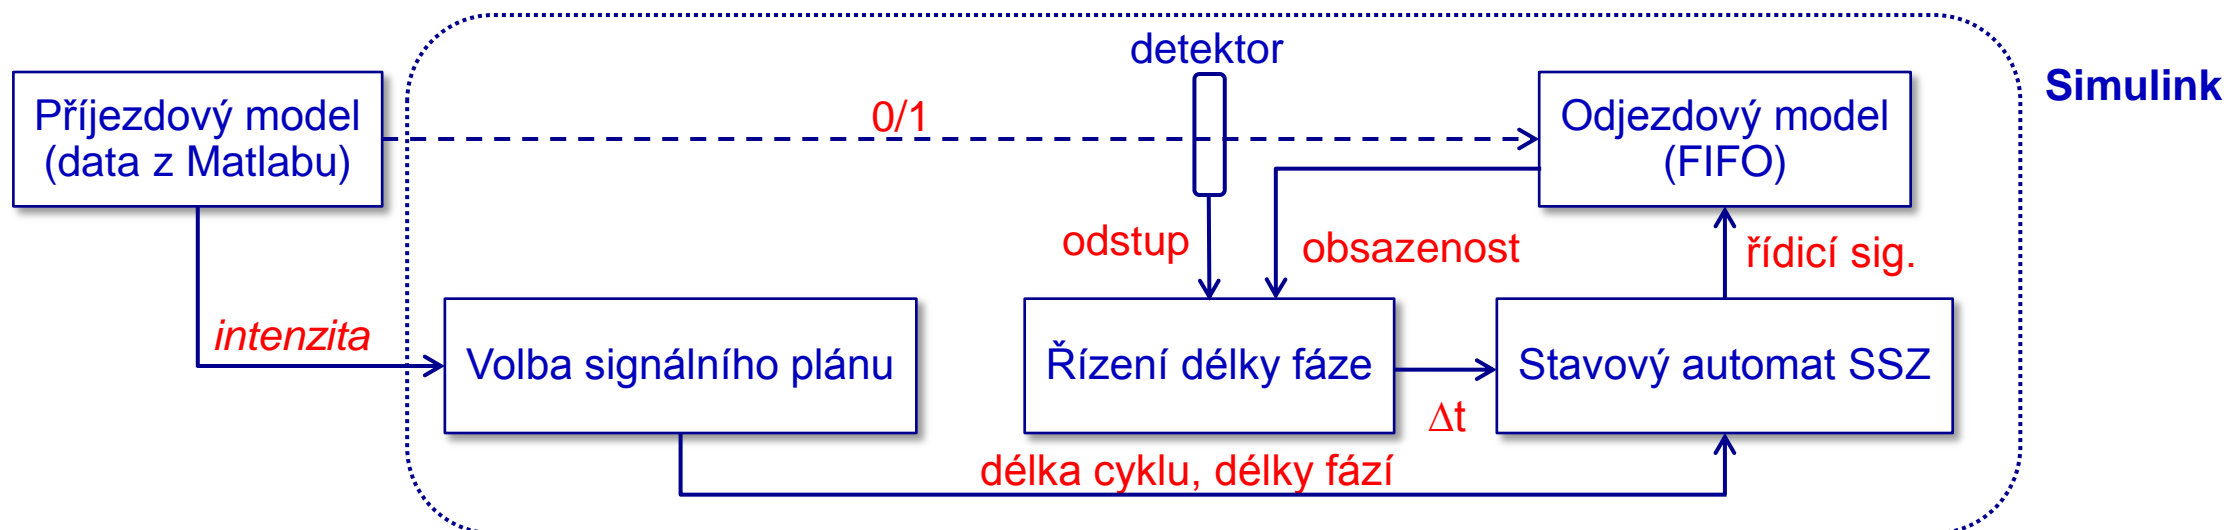 detektor
Simulink
Příjezdový model
(data z Matlabu)
0/1
Odjezdový model
(FIFO)
odstup
obsazenost
řídicí sig.
intenzita
Volba signálního plánu
Řízení délky fáze
Stavový automat SSZ
Δt
délka cyklu, délky fází